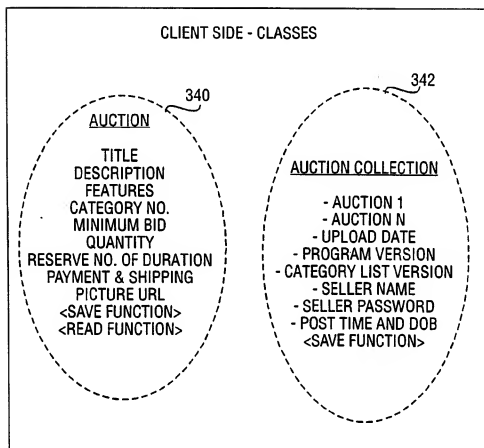 CLIENT SIDE - CLASSES
340
AUCTION
TITLE
DESCRIPTION
FEATURES
CATEGORY NO.
MINIMUM BID
QUANTITY
RESERVE NO. OF DURATION
PAYMENT & SHIPPING
PICTURE URL
<SAVE FUNCTION>
<READ FUNCTION>
342
AUCTION COLLECTION
- AUCTION 1
- AUCTION N
- UPLOAD DATE
- PROGRAM VERSION
- CATEGORY LIST VERSION
- SELLER NAME
- SELLER PASSWORD
- POST TIME AND DOB
<SAVE FUNCTION>